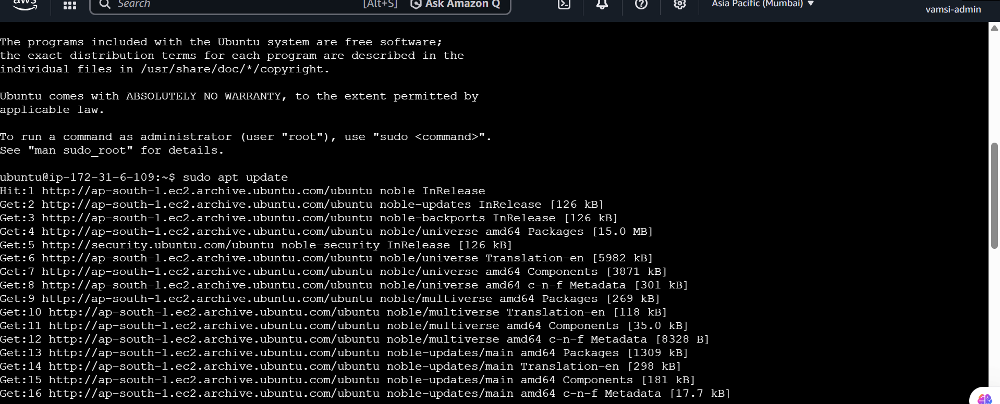 aws
Search
[Alt+S]
Ask Amazon Q
Asia Pacific (Mumbai) ▼
vamsi-admin
The programs included with the Ubuntu system are free software;
the exact distribution terms for each program are described in the
individual files in /usr/share/doc/*/copyright.
Ubuntu comes with ABSOLUTELY NO WARRANTY, to the extent permitted by
applicable law.
To run a command as administrator (user "root"), use "sudo <command>".
See "man sudo_root" for details.
ubuntu@ip-172-31-6-109:~$ sudo apt update
Hit:1 http://ap-south-1.ec2.archive.ubuntu.com/ubuntu noble InRelease
Get:2 http://ap-south-1.ec2.archive.ubuntu.com/ubuntu noble-updates InRelease [126 kB]
Get:3 http://ap-south-1.ec2.archive.ubuntu.com/ubuntu noble-backports InRelease [126 kB]
Get:4 http://ap-south-1.ec2.archive.ubuntu.com/ubuntu noble/universe amd64 Packages [15.0 MB]
Get:5 http://security.ubuntu.com/ubuntu noble-security InRelease [126 kB]
Get:6 http://ap-south-1.ec2.archive.ubuntu.com/ubuntu noble/universe Translation-en [5982 kB]
Get:7 http://ap-south-1.ec2.archive.ubuntu.com/ubuntu noble/universe amd64 Components [3871 kB]
Get:8 http://ap-south-1.ec2.archive.ubuntu.com/ubuntu noble/universe amd64 c-n-f Metadata [301 kB]
Get:9 http://ap-south-1.ec2.archive.ubuntu.com/ubuntu noble/multiverse amd64 Packages [269 kB]
Get:10 http://ap-south-1.ec2.archive.ubuntu.com/ubuntu noble/multiverse Translation-en [118 kB]
Get:11 http://ap-south-1.ec2.archive.ubuntu.com/ubuntu noble/multiverse amd64 Components [35.0 kB]
Get:12 http://ap-south-1.ec2.archive.ubuntu.com/ubuntu noble/multiverse amd64 c-n-f Metadata [8328 B]
Get:13 http://ap-south-1.ec2.archive.ubuntu.com/ubuntu noble-updates/main amd64 Packages [1309 kB]
Get:14 http://ap-south-1.ec2.archive.ubuntu.com/ubuntu noble-updates/main Translation-en [298 kB]
Get:15 http://ap-south-1.ec2.archive.ubuntu.com/ubuntu noble-updates/main amd64 Components [181 kB]
Get:16 http://ap-south-1.ec2.archive.ubuntu.com/ubuntu noble-updates/main amd64 c-n-f Metadata [17.7 kB]